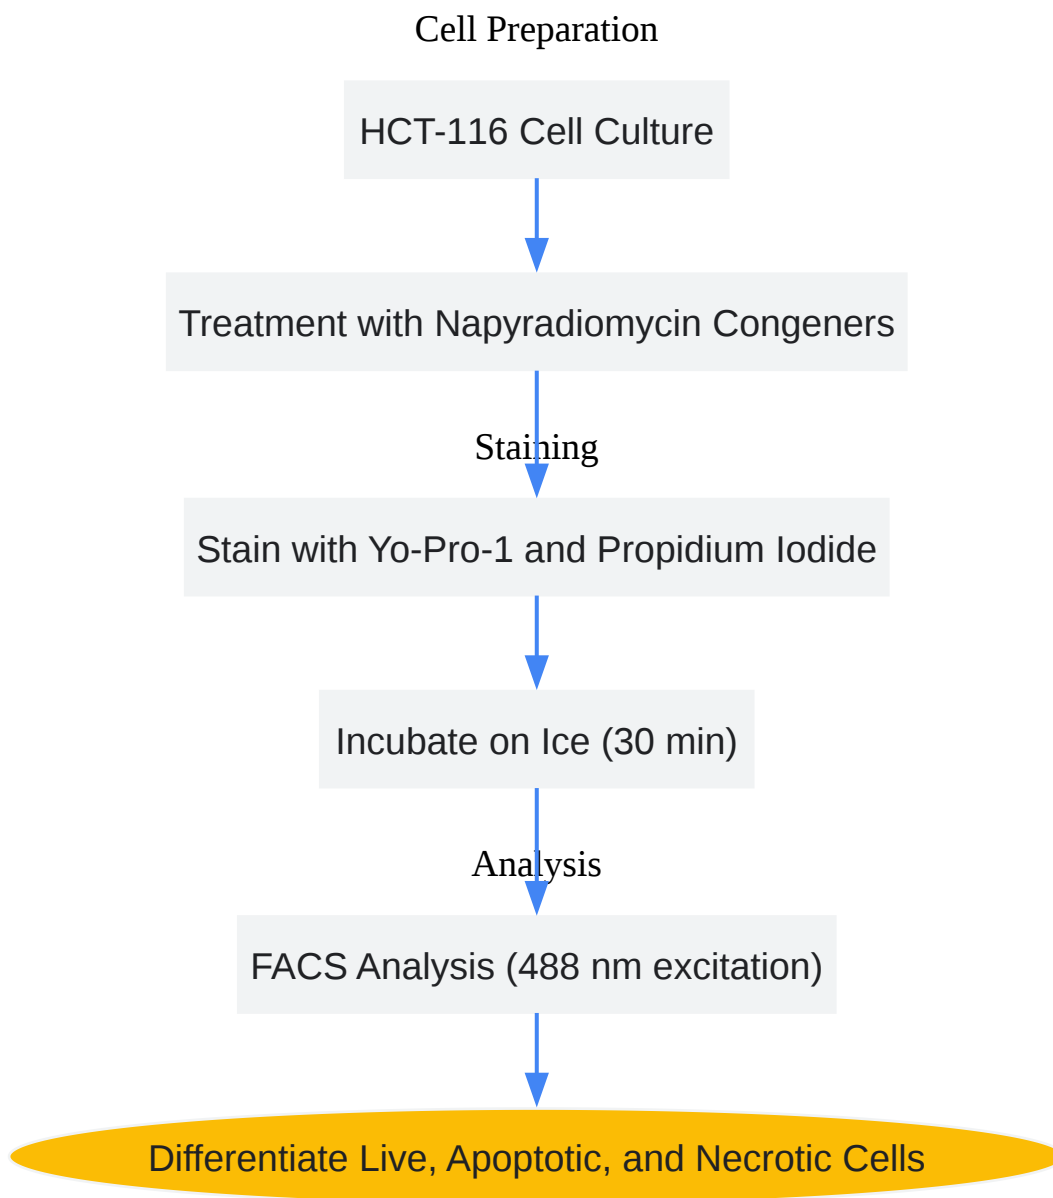 Cell Preparation
HCT-116 Cell Culture
Treatment with Napyradiomycin Congeners
Staining
Stain with Yo-Pro-1 and Propidium Iodide
Incubate on Ice (30 min)
Analysis
FACS Analysis (488 nm excitation)
Differentiate Live, Apoptotic, and Necrotic Cells